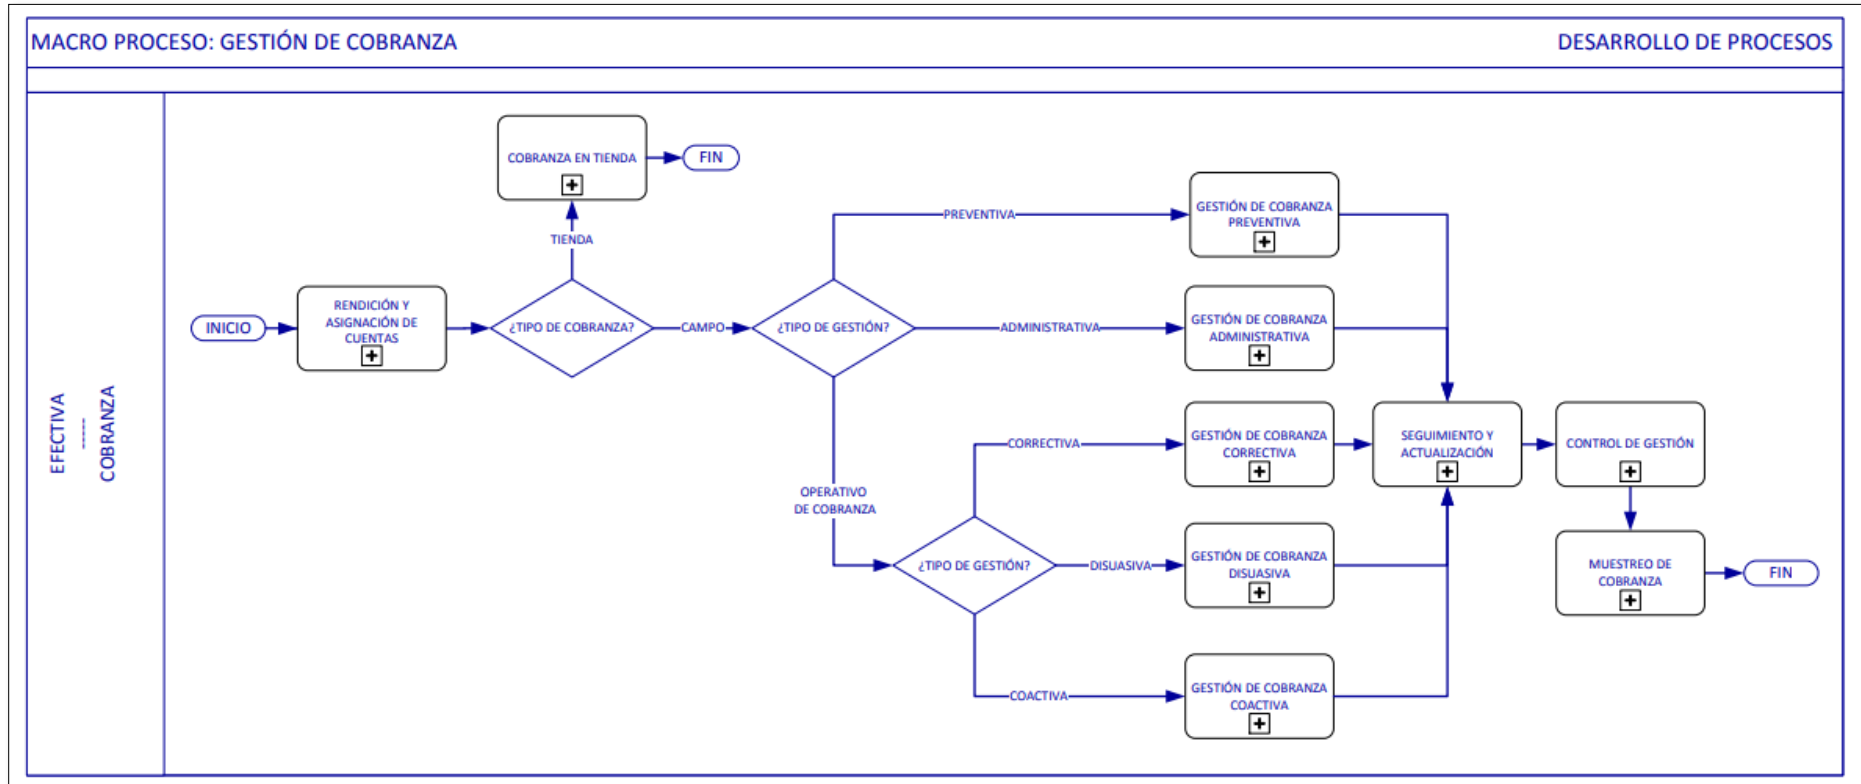 MACRO PROCESO: GESTIÓN DE COBRANZA
DESARROLLO DE PROCESOS
EFECTIVA
-----
COBRANZA
INICIO
RENDICIÓN Y
ASIGNACIÓN DE
CUENTAS
¿TIPO DE COBRANZA?
TIENDA
COBRANZA EN TIENDA
FIN
CAMPO
¿TIPO DE GESTIÓN?
PREVENTIVA
GESTIÓN DE COBRANZA
PREVENTIVA
ADMINISTRATIVA
GESTIÓN DE COBRANZA
ADMINISTRATIVA
OPERATIVO
DE COBRANZA
¿TIPO DE GESTIÓN?
CORRECTIVA
GESTIÓN DE COBRANZA
CORRECTIVA
DISUASIVA
GESTIÓN DE COBRANZA
DISUASIVA
COACTIVA
GESTIÓN DE COBRANZA
COACTIVA
SEGUIMIENTO Y
ACTUALIZACIÓN
CONTROL DE GESTIÓN
MUESTREO DE
COBRANZA
FIN